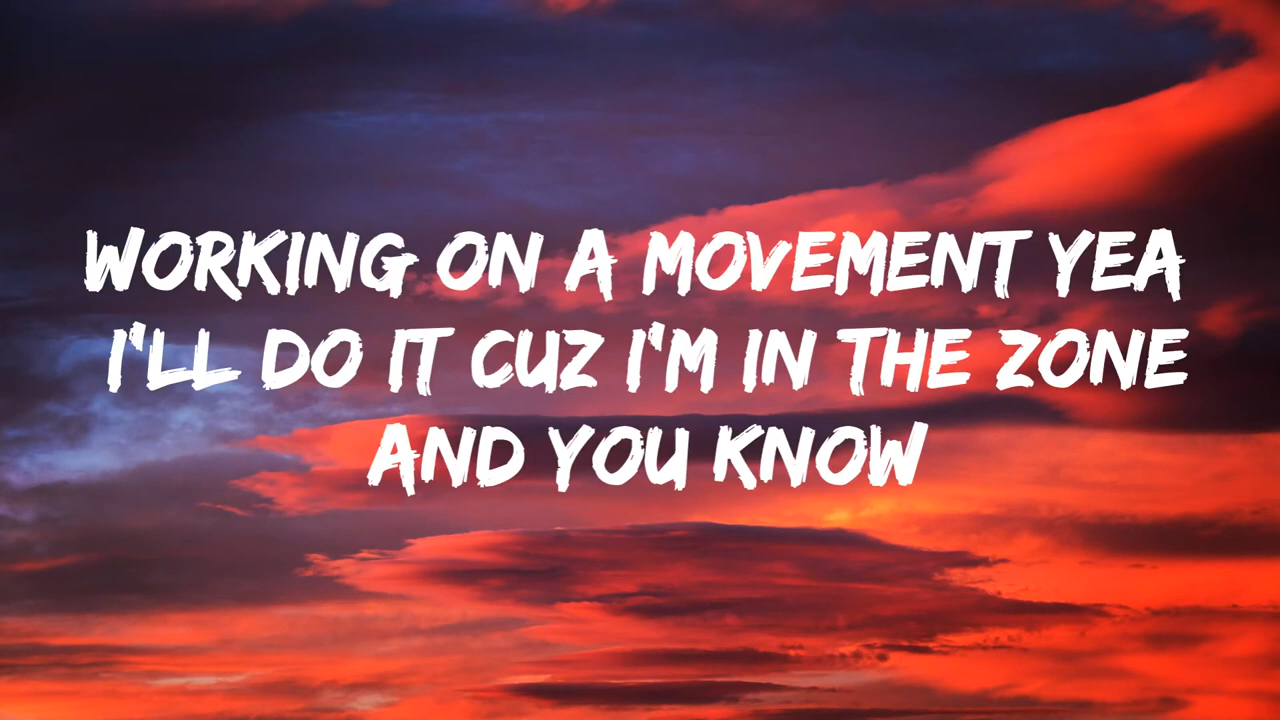 WORKING ON A MOVEMENT YEA
I'LL DO IT CUZ I'M IN THE ZONE
AND YOU KNOW